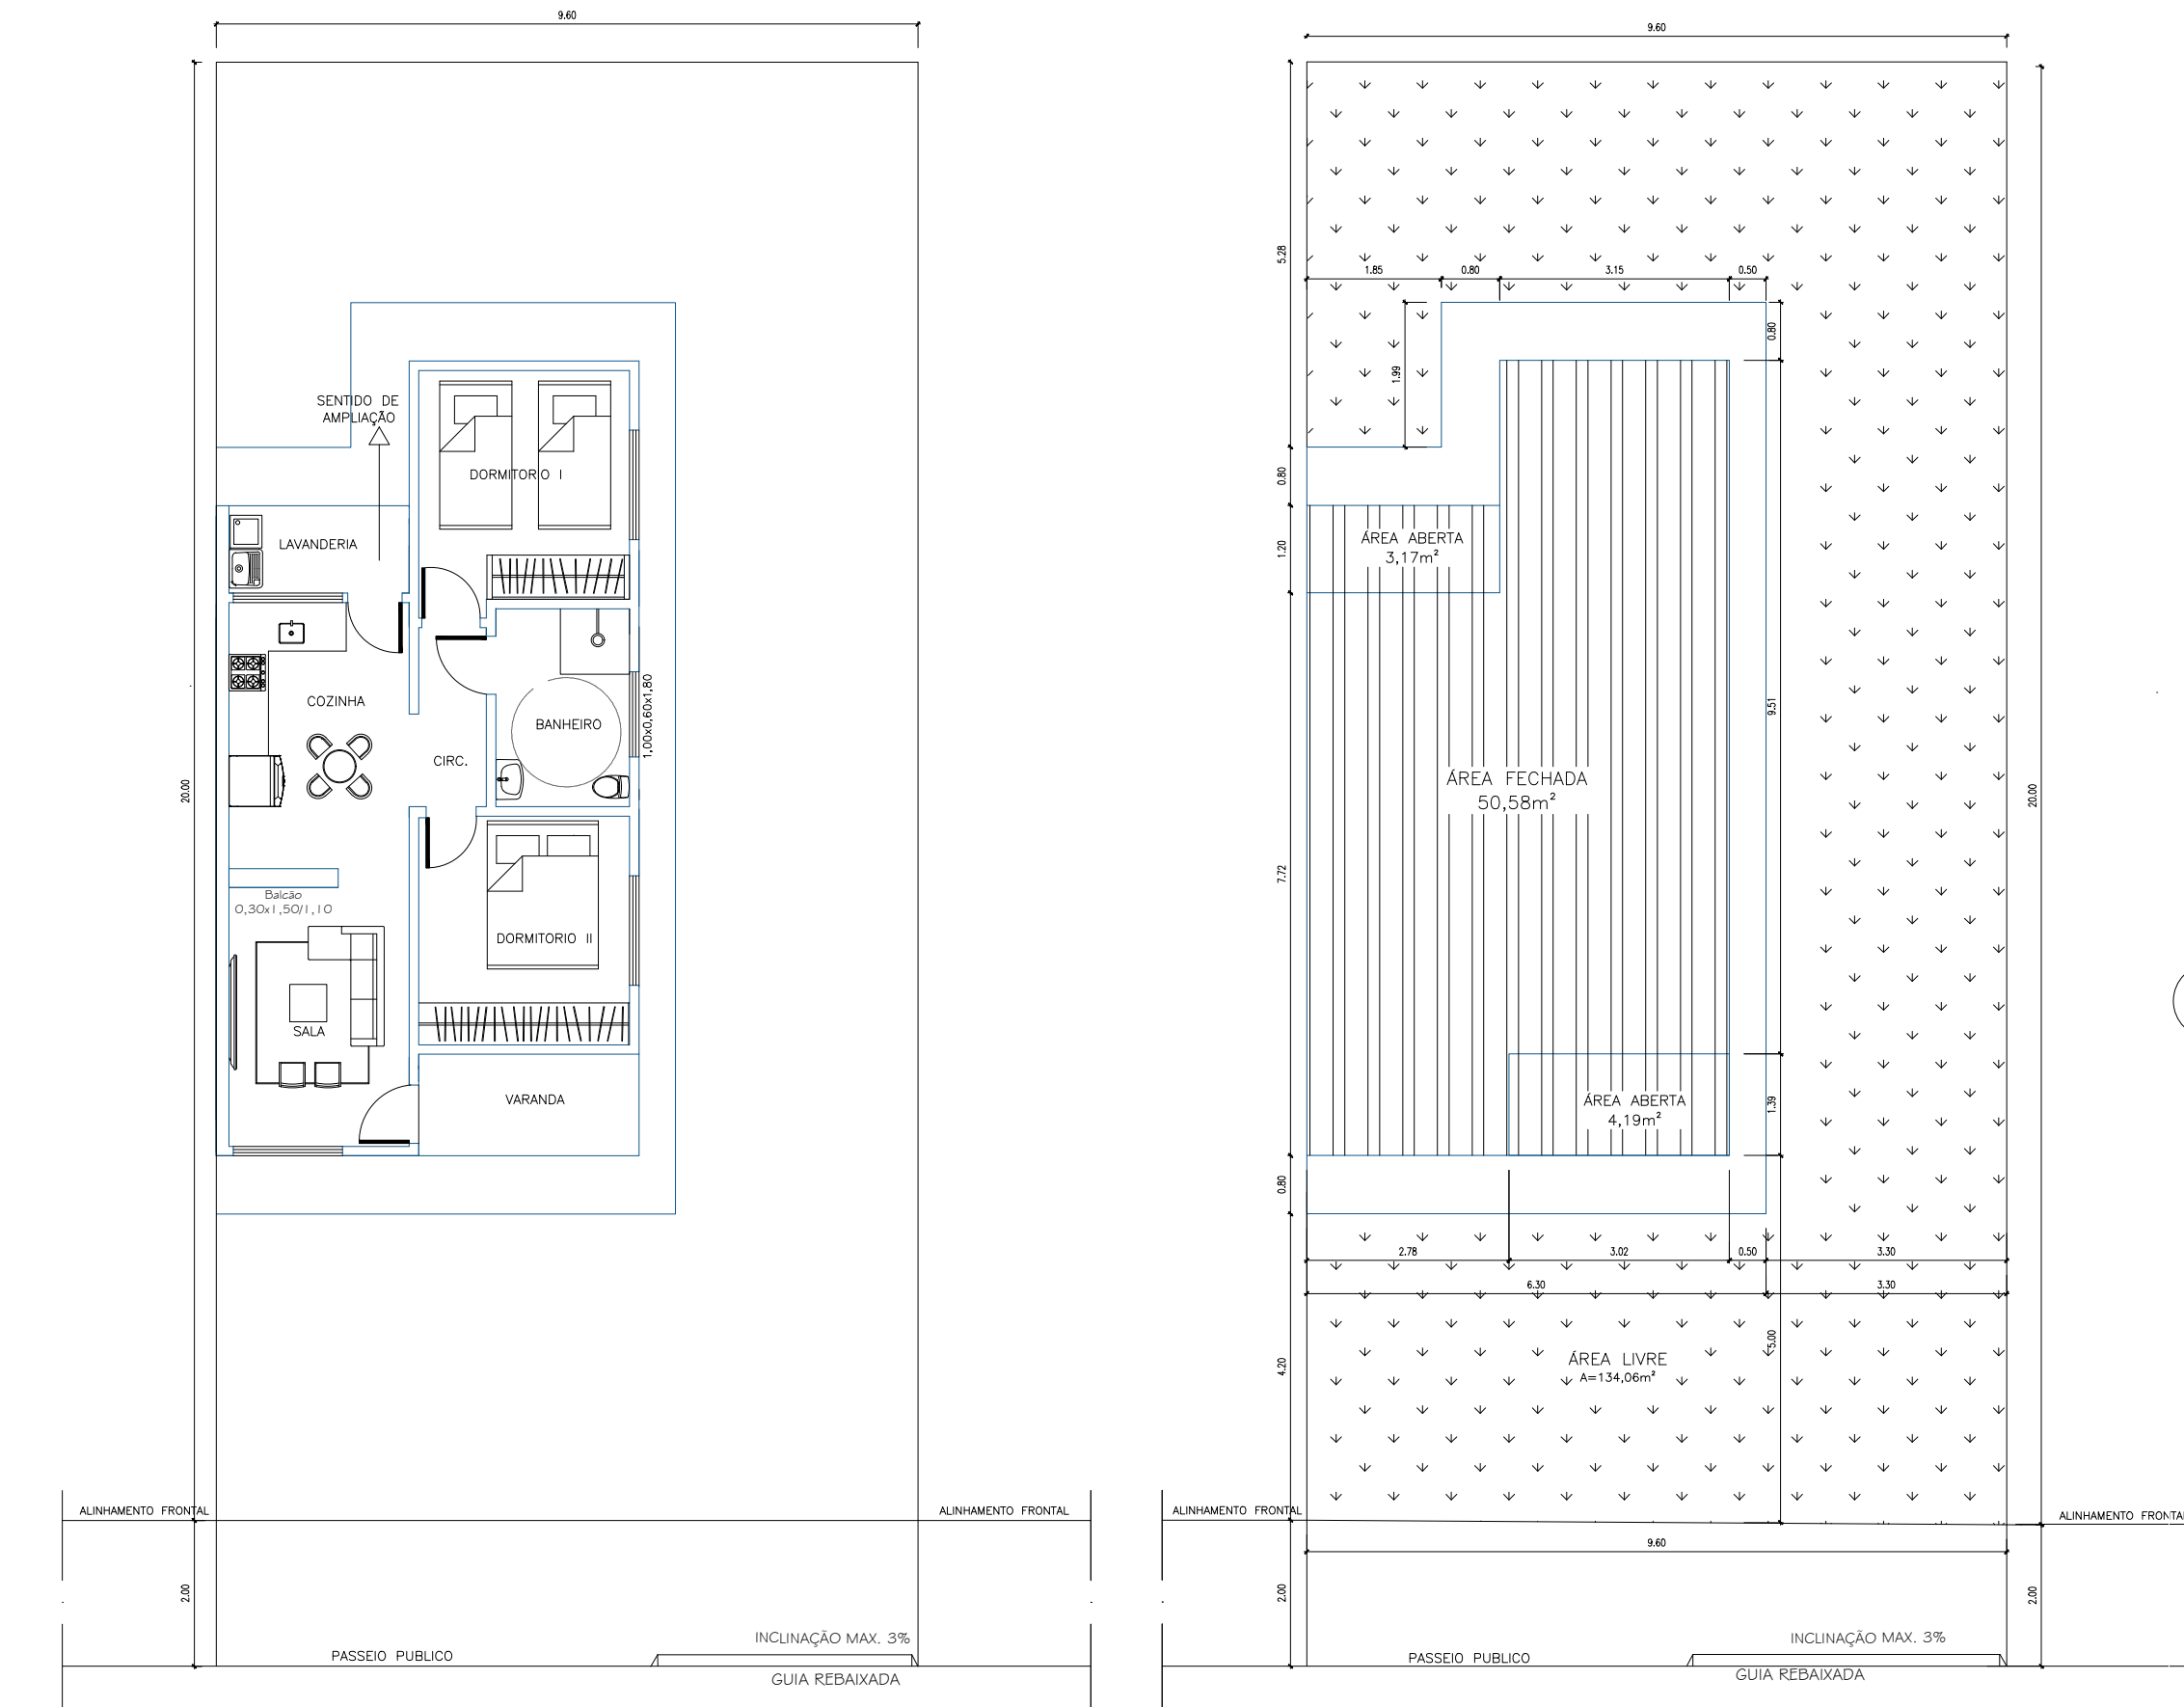 9.60
SENTIDO DE
AMPLIAÇÃO
DORMITORIO I
LAVANDERIA
COZINHA
BANHEIRO
1,00x0,60x1,80
CIRC.
20.00
Balcão
0,30x1,50/1,10
DORMITORIO II
SALA
VARANDA
ALINHAMENTO FRONTAL
ALINHAMENTO FRONTAL
2.00
INCLINAÇÃO MAX. 3%
PASSEIO PUBLICO
GUIA REBAIXADA
9.60
5.28
1.85
0.80
3.15
0.50
0.80
1.99
0.80
ÁREA ABERTA
3,17m²
1.20
9.51
ÁREA FECHADA
50,58m²
20.00
7.72
ÁREA ABERTA
4,19m²
1.39
0.80
2.78
3.02
0.50
3.30
6.30
3.30
5.00
4.20
ÁREA LIVRE
A=134,06m²
ALINHAMENTO FRONTAL
ALINHAMENTO FRONTAL
9.60
2.00
2.00
INCLINAÇÃO MAX. 3%
PASSEIO PUBLICO
GUIA REBAIXADA